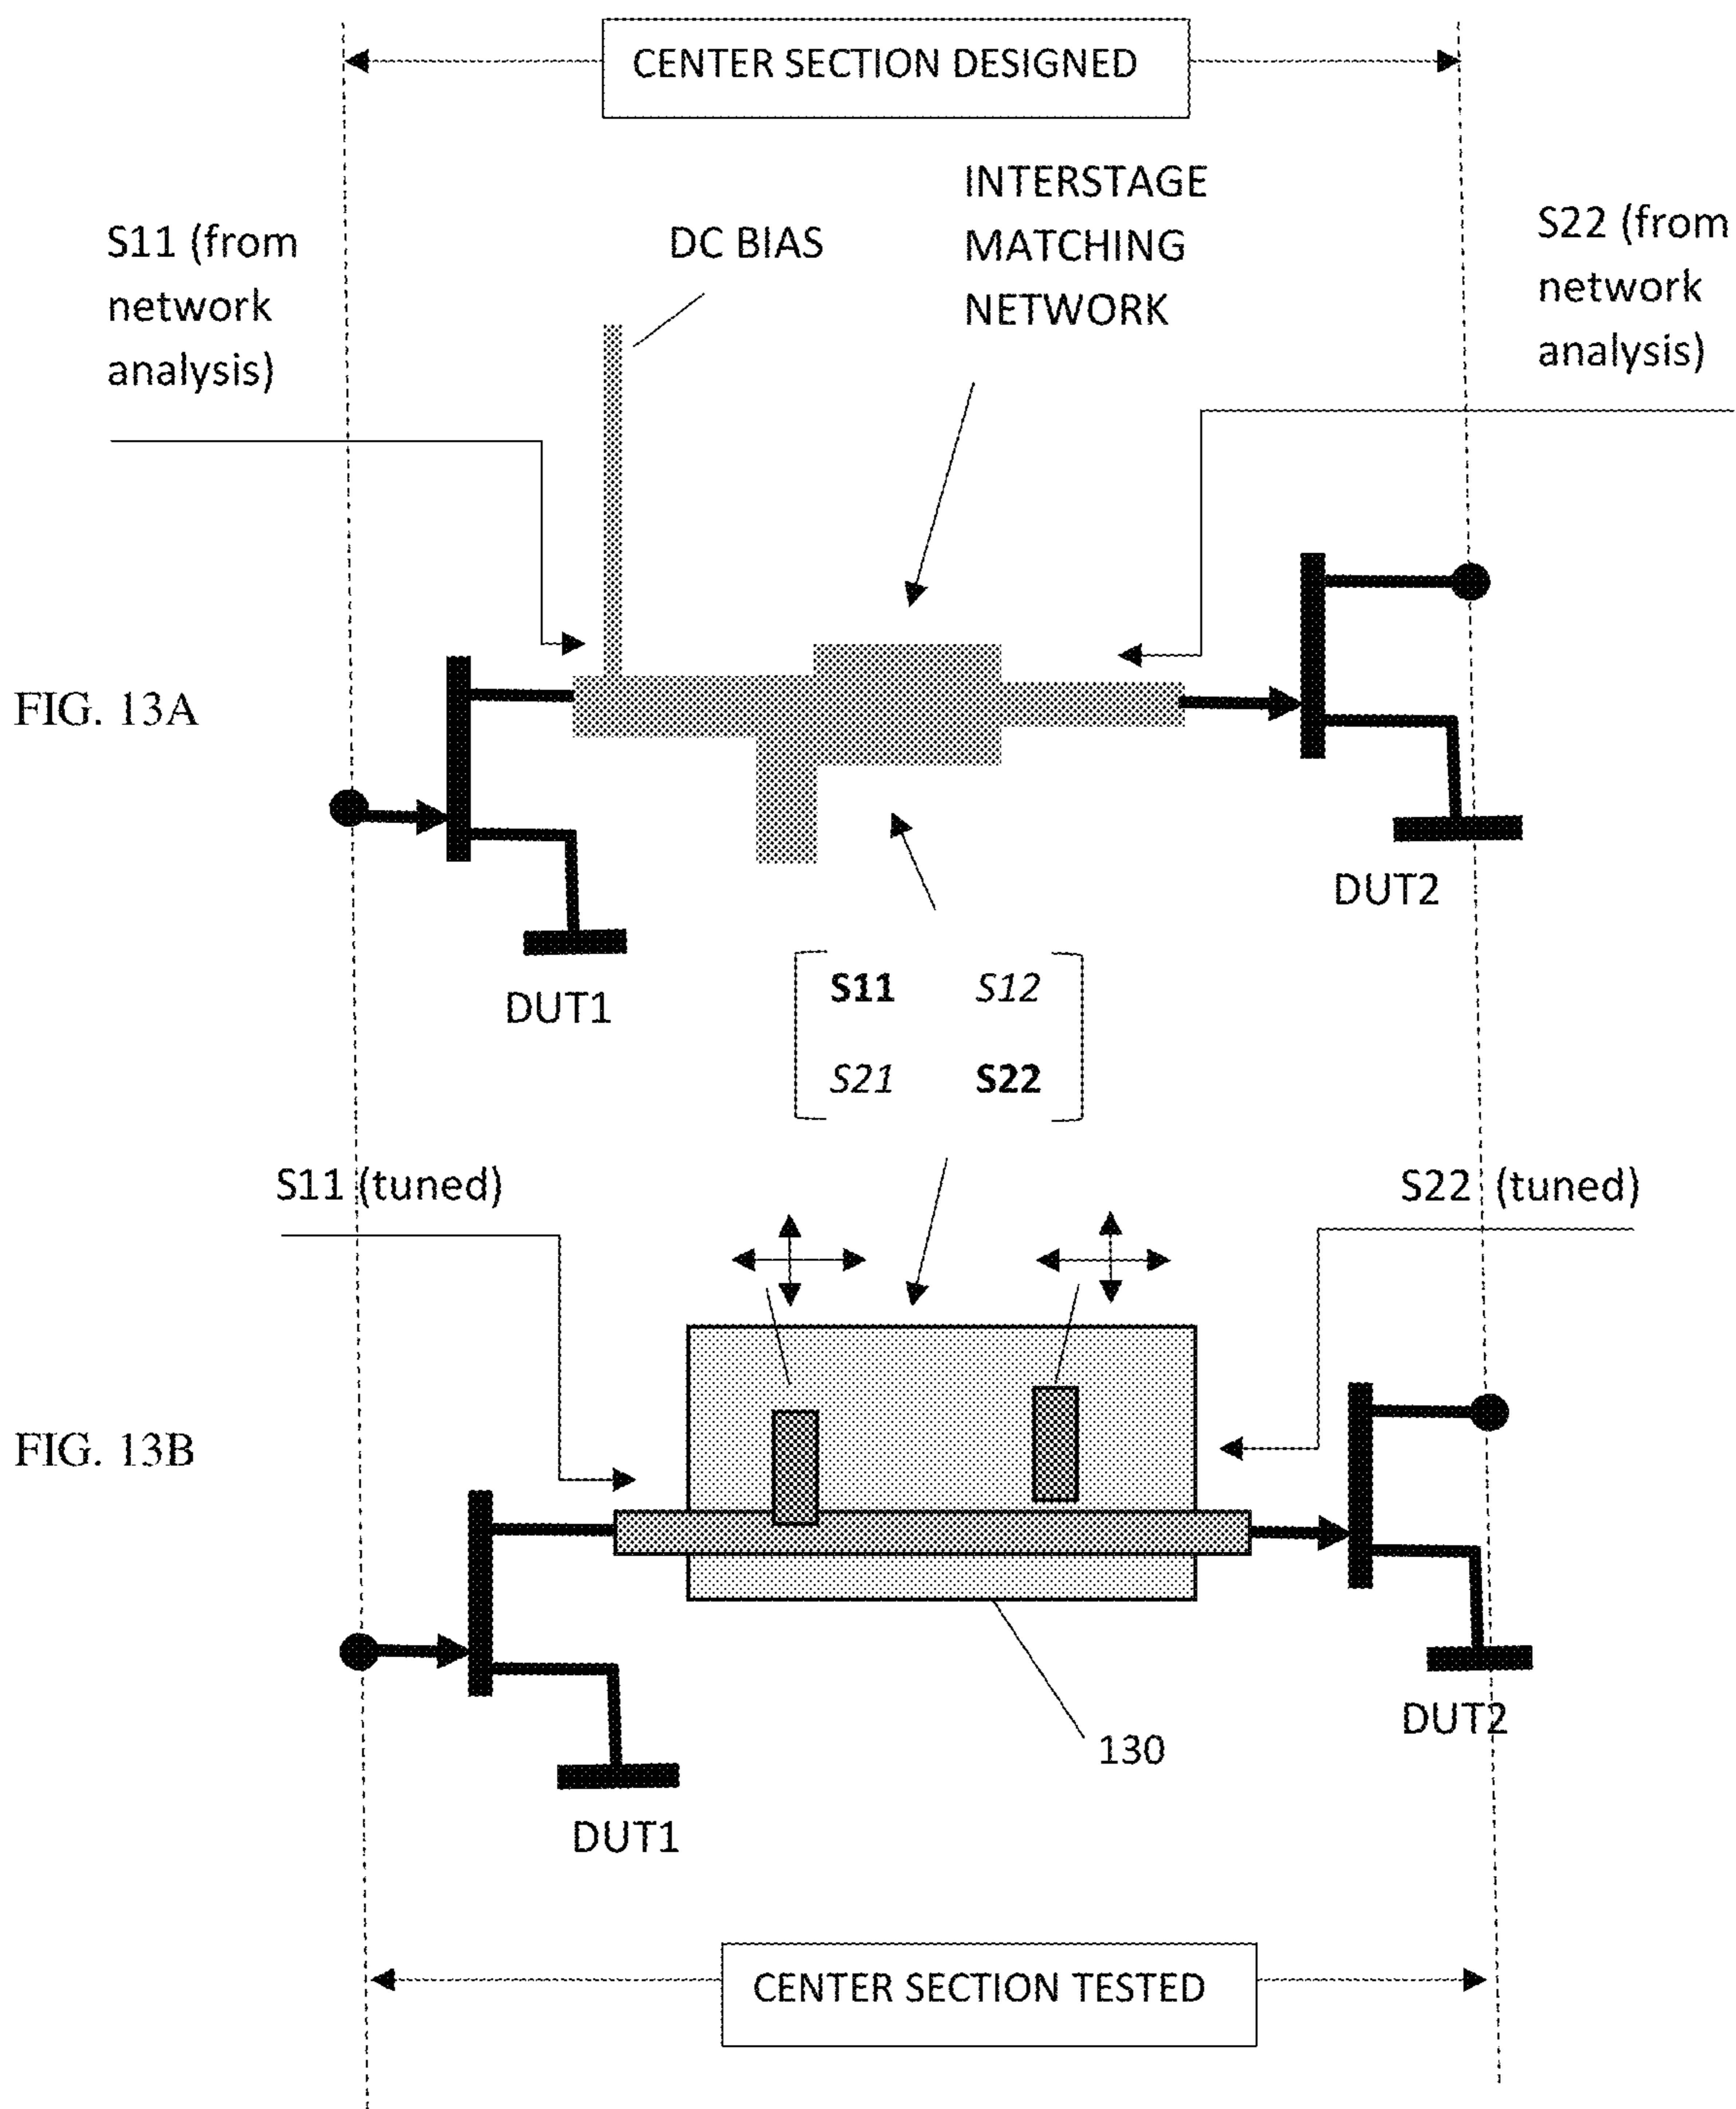 CENTER SECTION DESIGNED
INTERSTAGE
MATCHING
NETWORK
DC BIAS
S11 (from
network
analysis)
S22 (from
network
analysis)
FIG. 13A
DUT2
DUT1
S11 S12
S21 S22
S11 (tuned)
S22 (tuned)
FIG. 13B
DUT2
130
DUT1
CENTER SECTION TESTED